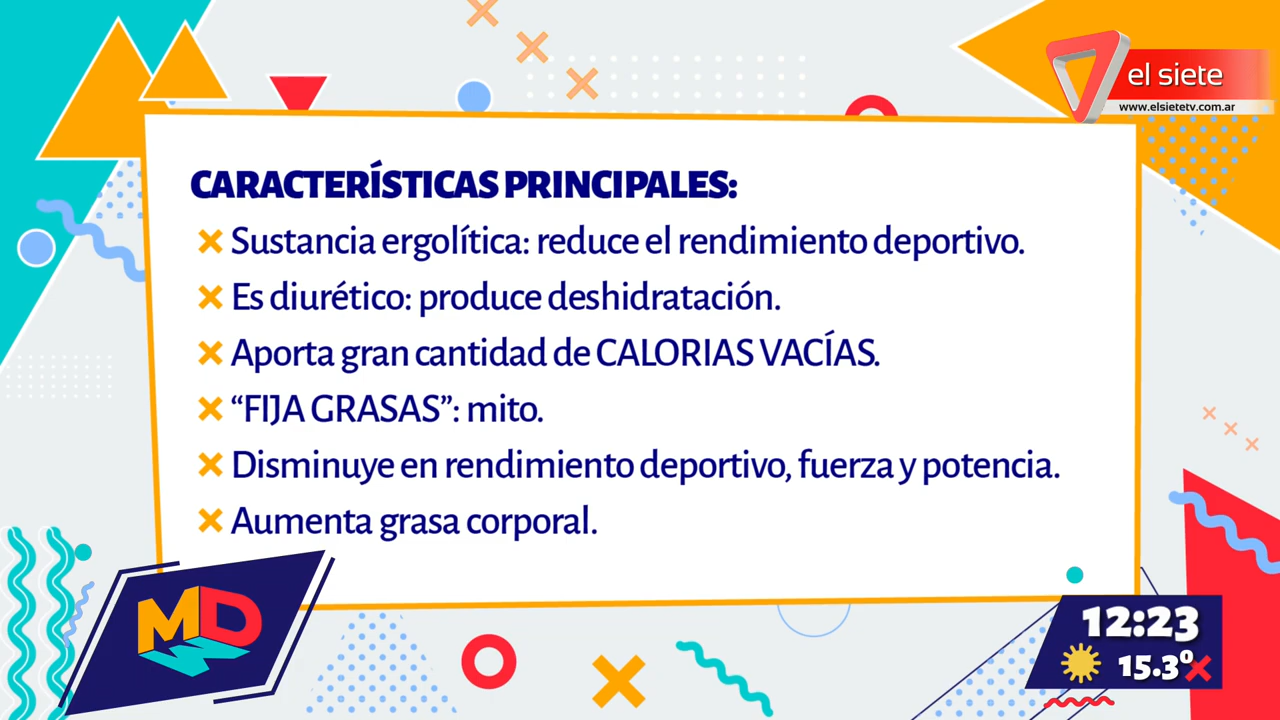 el siete
www.elsietetv.com.ar
CARACTERÍSTICAS PRINCIPALES:
Sustancia ergolítica: reduce el rendimiento deportivo.
Es diurético: produce deshidratación.
Aporta gran cantidad de CALORIAS VACÍAS.
“FIJA GRASAS”: mito.
Disminuye en rendimiento deportivo, fuerza y potencia.
Aumenta grasa corporal.
MD
12:23
15.3º